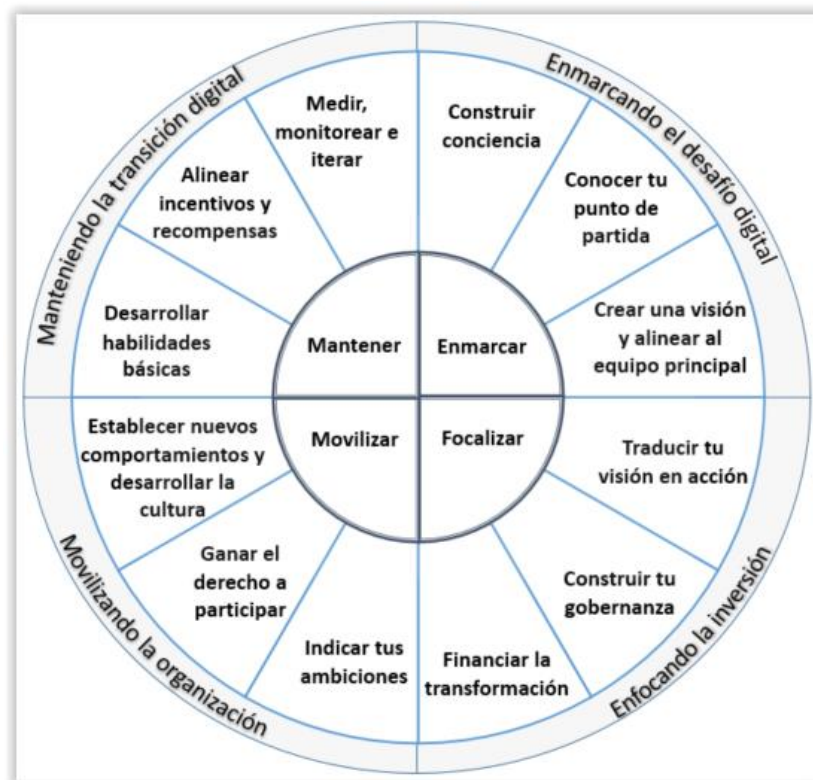 Manteniendo la transición digital
Enmarcando el desafío digital
Medir,
monitorear e
iterar
Construir
conciencia
Alinear
incentivos y
recompensas
Conocer tu
punto de
partida
Desarrollar
habilidades
básicas
Crear una visión
y alinear al
equipo principal
Mantener
Enmarcar
Movilizar
Focalizar
Establecer nuevos
comportamientos y
desarrollar la
cultura
Traducir tu
visión en acción
Ganar el
derecho a
participar
Construir tu
gobernanza
Indicar tus
ambiciones
Financiar la
transformación
Movilizando la organización
Enfocando la inversión